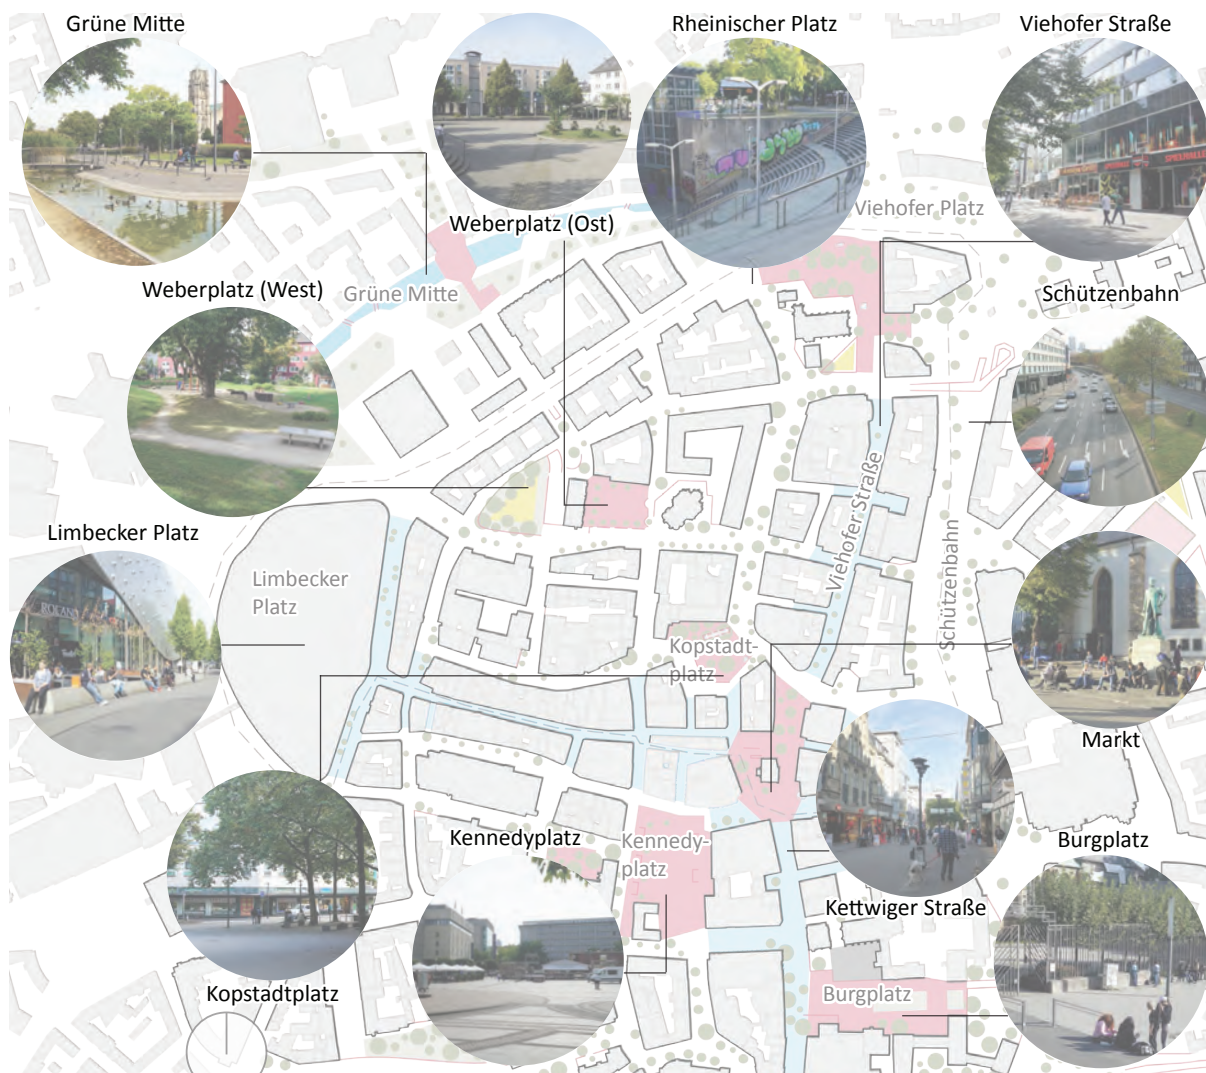 Grüne Mitte
Rheinischer Platz
Viehofer Straße
Viehofer Platz
Weberplatz (Ost)
Weberplatz (West)
Grüne Mitte
Schützenbahn
Viehofer Straße
Schützenbahn
Limbecker Platz
Limbecker
Platz
ROLAND
Kopstadt-
platz
Markt
Kennedyplatz
Kennedy-
platz
Burgplatz
Kettwiger Straße
Kopstadtplatz
Burgplatz